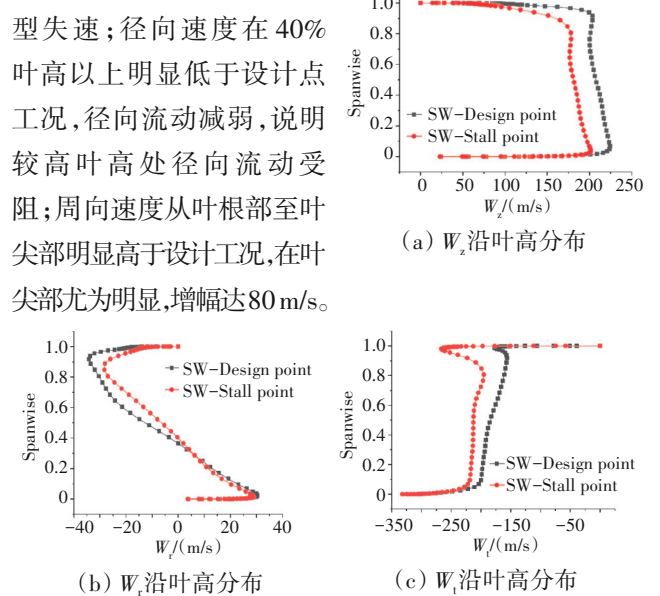 型失速；径向速度在 40%
叶高以上明显低于设计点
工况，径向流动减弱，说明
较高叶高处径向流动受
阻；周向速度从叶根部至叶
尖部明显高于设计工况，在叶
尖部尤为明显，增幅达80 m/s。
1.0
0.8
0.6
0.4
0.2
0
Spanwise
SW-Design point
SW-Stall point
0 50 100 150 200 250
W_z/(m/s)
(a) W_z沿叶高分布
1.0
0.8
0.6
0.4
0.2
0
Spanwise
SW-Design point
SW-Stall point
-40 -20 0 20 40
W_r/(m/s)
(b) W_r沿叶高分布
1.0
0.8
0.6
0.4
0.2
0
Spanwise
SW-Design point
SW-Stall point
-350 -250 -150 -50
W_t/(m/s)
(c) W_t沿叶高分布